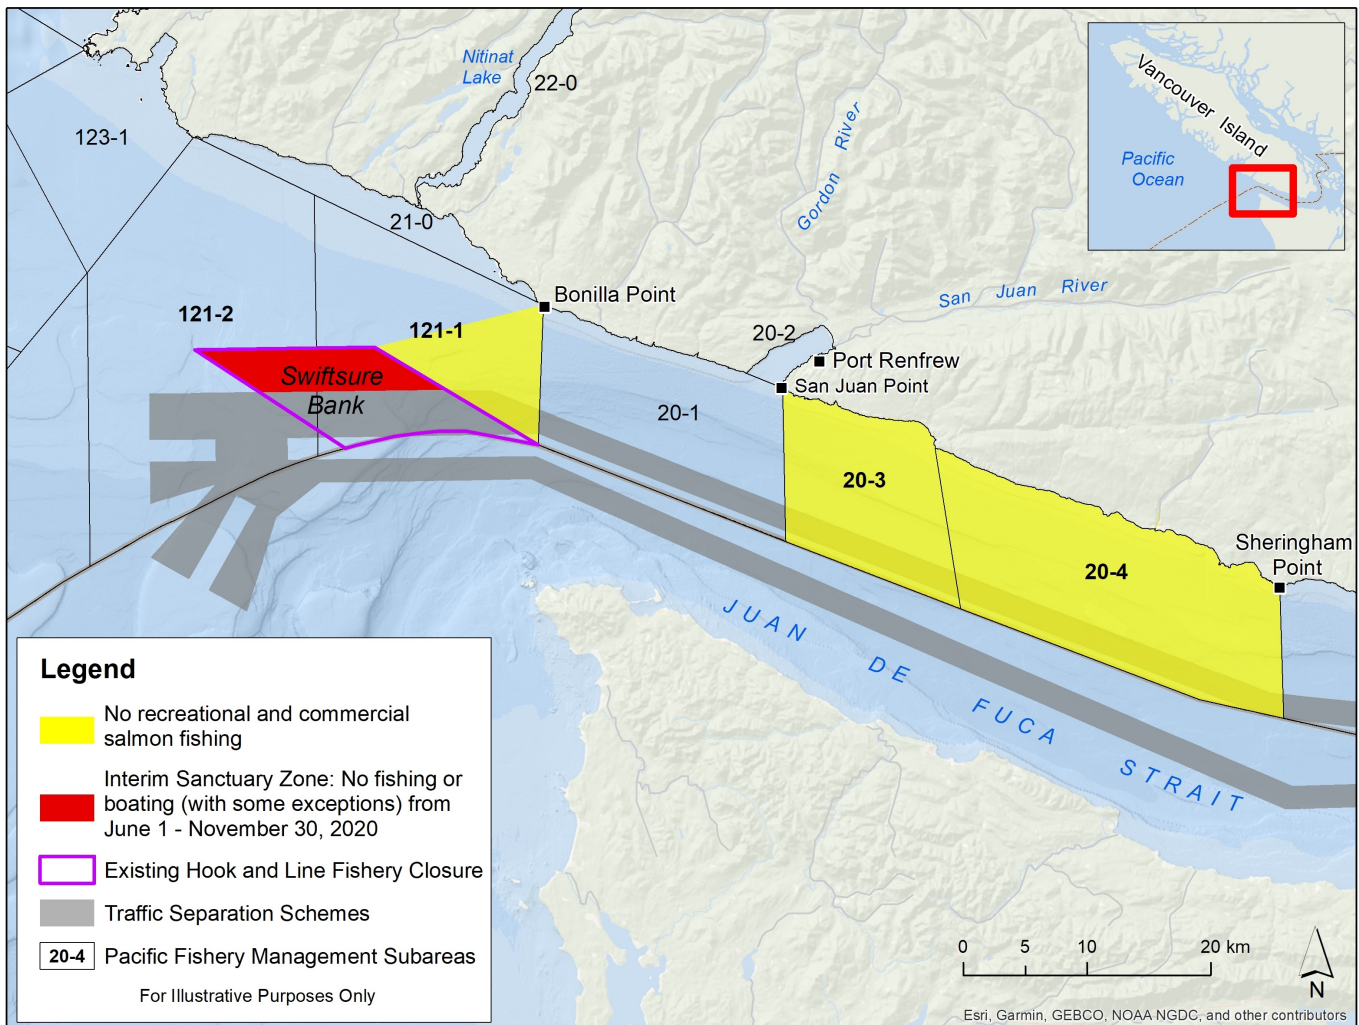 Nitinat
Lake
22-0
123-1
Gordon River
Vancouver Island
Pacific
Ocean
21-0
San Juan River
Bonilla Point
121-2
121-1
20-2
Port Renfrew
San Juan Point
Swiftsure
Bank
20-1
20-3
20-4
Sheringham
Point
JUAN DE FUCA STRAIT
Legend
No recreational and commercial
salmon fishing
Interim Sanctuary Zone: No fishing or
boating (with some exceptions) from
June 1 - November 30, 2020
Existing Hook and Line Fishery Closure
Traffic Separation Schemes
20-4 Pacific Fishery Management Subareas
For Illustrative Purposes Only
0 5 10 20 km
N
Esri, Garmin, GEBCO, NOAA NGDC, and other contributors